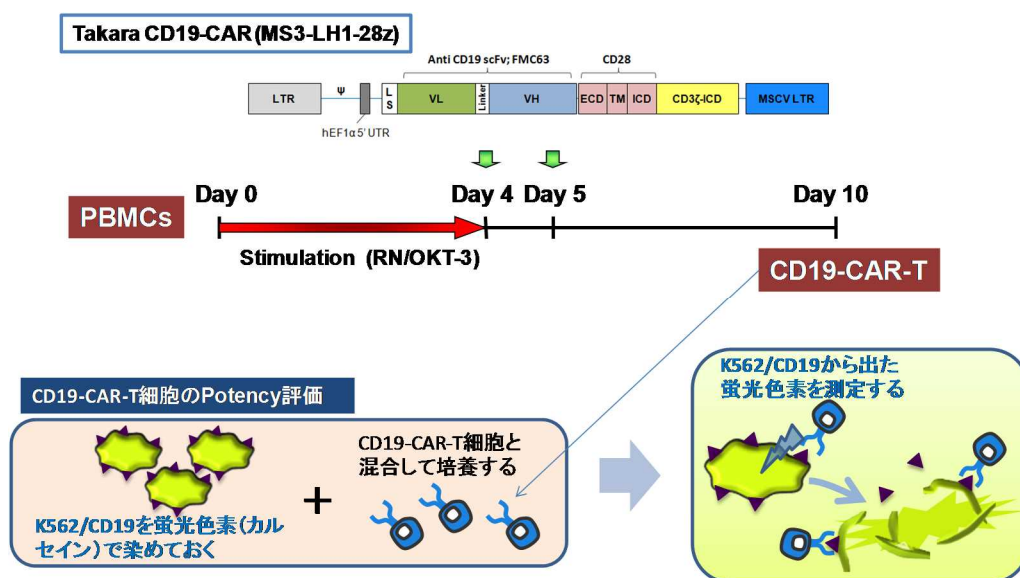 Takara CD19-CAR (MS3-LH1-28z)
Anti CD19 scFv; FMC63
CD28
LTR
Ψ
LS
VL
Linker
VH
ECD
TM
ICD
CD3ζ-ICD
MSCV LTR
hEF1α 5' UTR
Day 0
Day 4
Day 5
Day 10
PBMCs
Stimulation (RN/OKT-3)
CD19-CAR-T
CD19-CAR-T細胞のPotency評価
K562/CD19を蛍光色素(カル
セイン)で染めておく
+
CD19-CAR-T細胞と
混合して培養する
K562/CD19から出た
蛍光色素を測定する